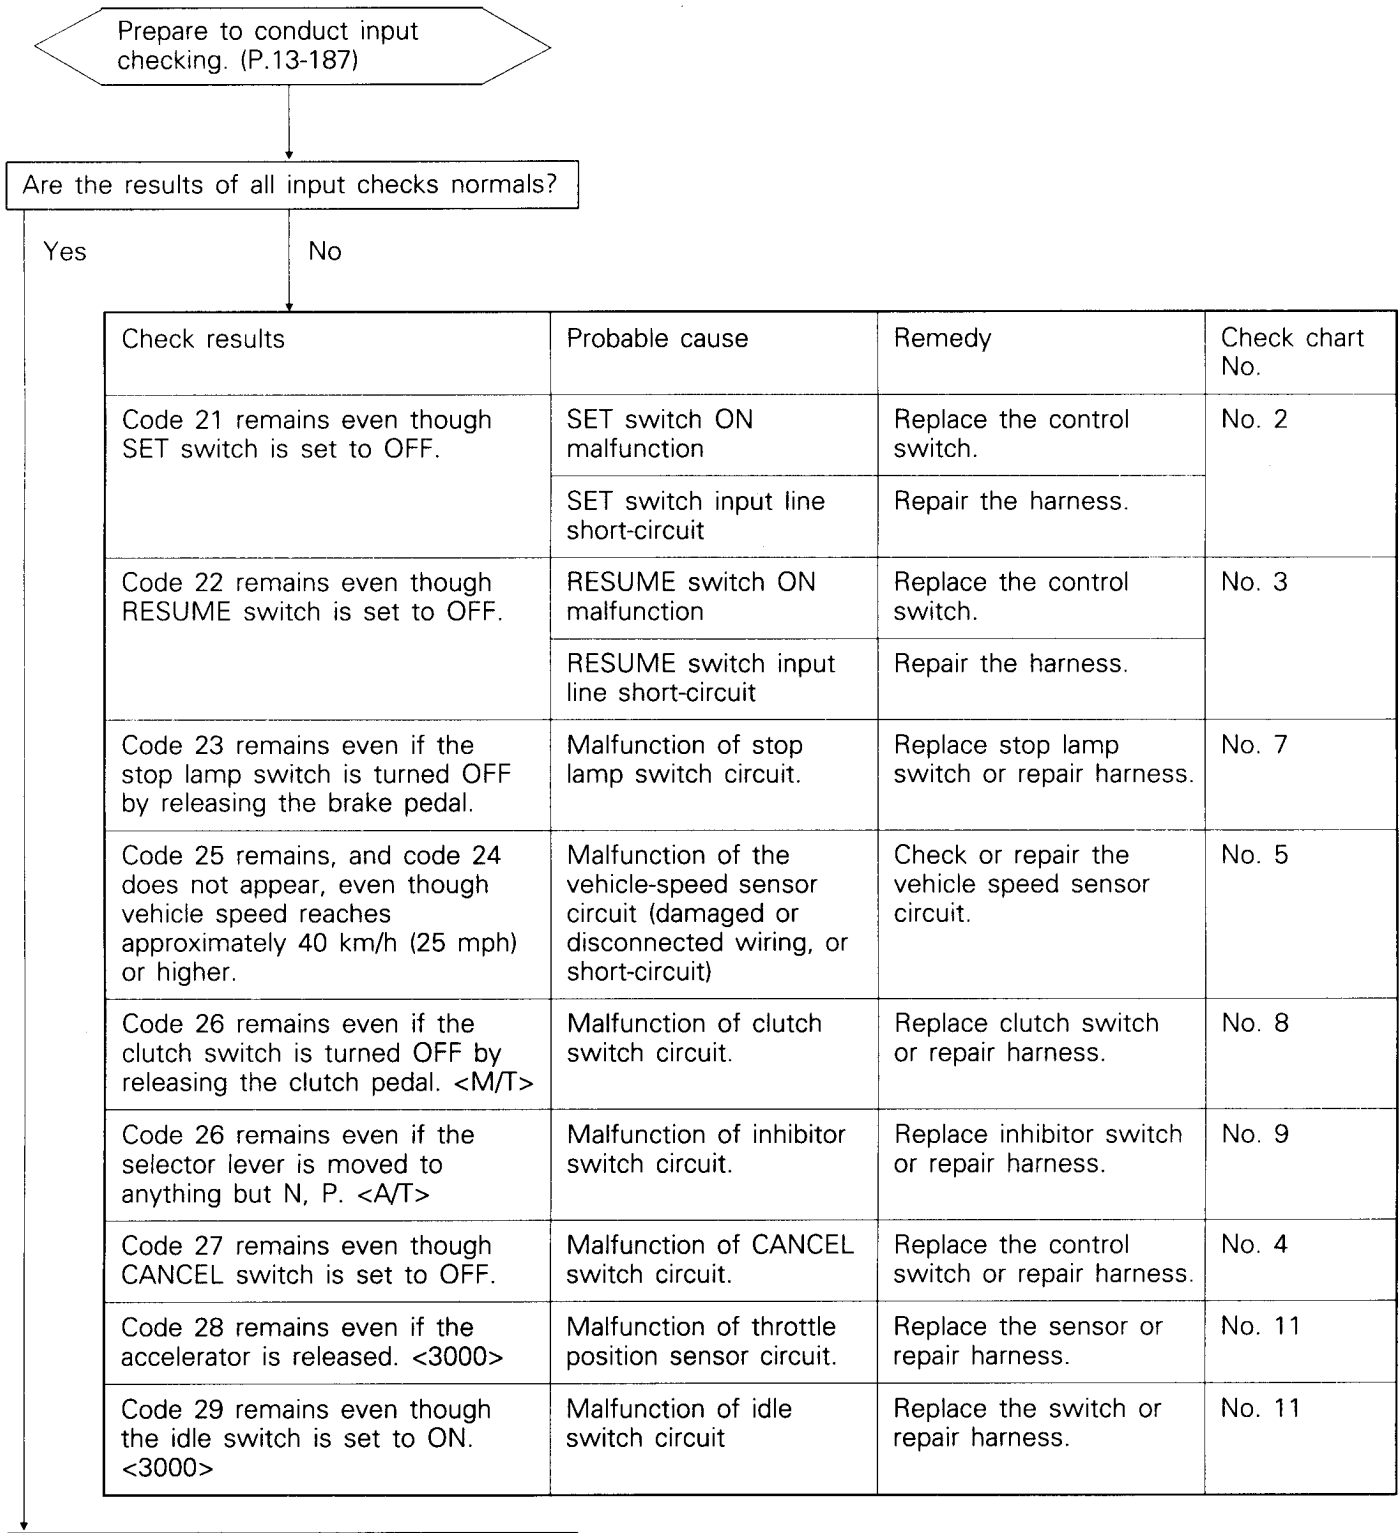 Prepare to conduct input
checking. (P.13-187)
Are the results of all input checks normals?
Yes
No
Check results
Probable cause
Remedy
Check chart
No.
Code 21 remains even though
SET switch is set to OFF.
SET switch ON
malfunction
Replace the control
switch.
No. 2
SET switch input line
short-circuit
Repair the harness.
Code 22 remains even though
RESUME switch is set to OFF.
RESUME switch ON
malfunction
Replace the control
switch.
No. 3
RESUME switch input
line short-circuit
Repair the harness.
Code 23 remains even if the
stop lamp switch is turned OFF
by releasing the brake pedal.
Malfunction of stop
lamp switch circuit.
Replace stop lamp
switch or repair harness.
No. 7
Code 25 remains, and code 24
does not appear, even though
vehicle speed reaches
approximately 40 km/h (25 mph)
or higher.
Malfunction of the
vehicle-speed sensor
circuit (damaged or
disconnected wiring, or
short-circuit)
Check or repair the
vehicle speed sensor
circuit.
No. 5
Code 26 remains even if the
clutch switch is turned OFF by
releasing the clutch pedal. <M/T>
Malfunction of clutch
switch circuit.
Replace clutch switch
or repair harness.
No. 8
Code 26 remains even if the
selector lever is moved to
anything but N, P. <A/T>
Malfunction of inhibitor
switch circuit.
Replace inhibitor switch
or repair harness.
No. 9
Code 27 remains even though
CANCEL switch is set to OFF.
Malfunction of CANCEL
switch circuit.
Replace the control
switch or repair harness.
No. 4
Code 28 remains even if the
accelerator is released. <3000>
Malfunction of throttle
position sensor circuit.
Replace the sensor or
repair harness.
No. 11
Code 29 remains even though
the idle switch is set to ON.
<3000>
Malfunction of idle
switch circuit
Replace the switch or
repair harness.
No. 11